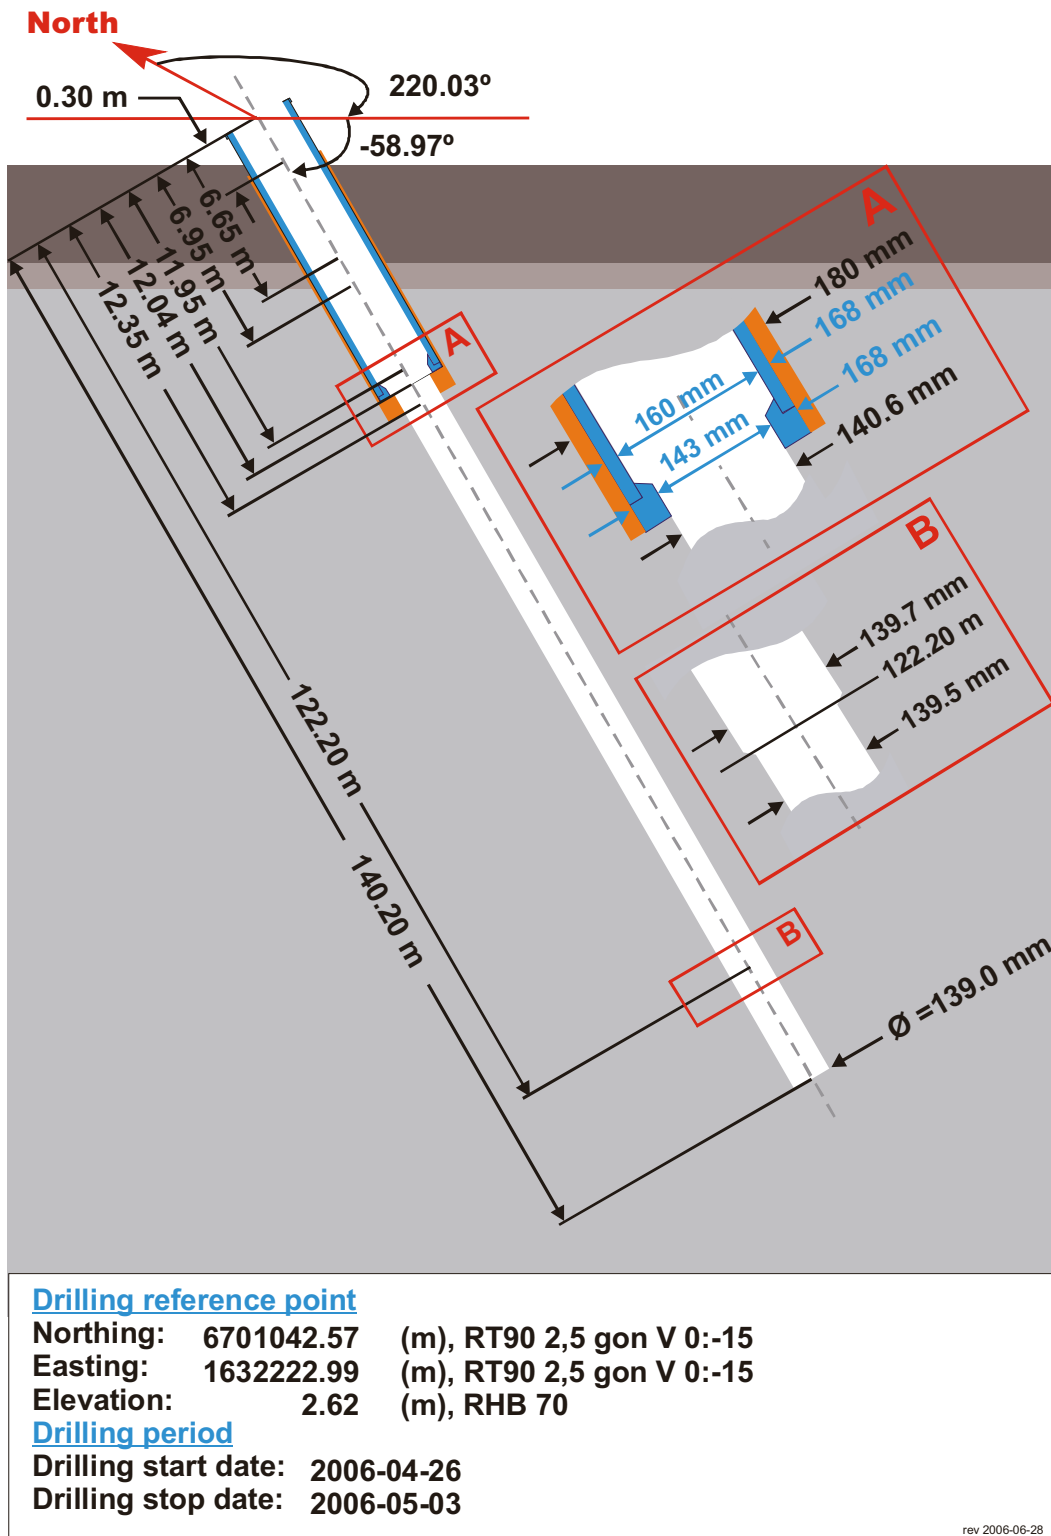 North
220.03º
0.30 m
-58.97º
6.65 m
6.95 m
11.95 m
12.04 m
12.35 m
A
A
180 mm
168 mm
168 mm
160 mm
143 mm
140.6 mm
B
139.7 mm
122.20 m
139.5 mm
122.20 m
140.20 m
B
Ø =139.0 mm
Drilling reference point
Northing: 6701042.57 (m), RT90 2,5 gon V 0:-15
Easting: 1632222.99 (m), RT90 2,5 gon V 0:-15
Elevation: 2.62 (m), RHB 70
Drilling period
Drilling start date: 2006-04-26
Drilling stop date: 2006-05-03
rev 2006-06-28